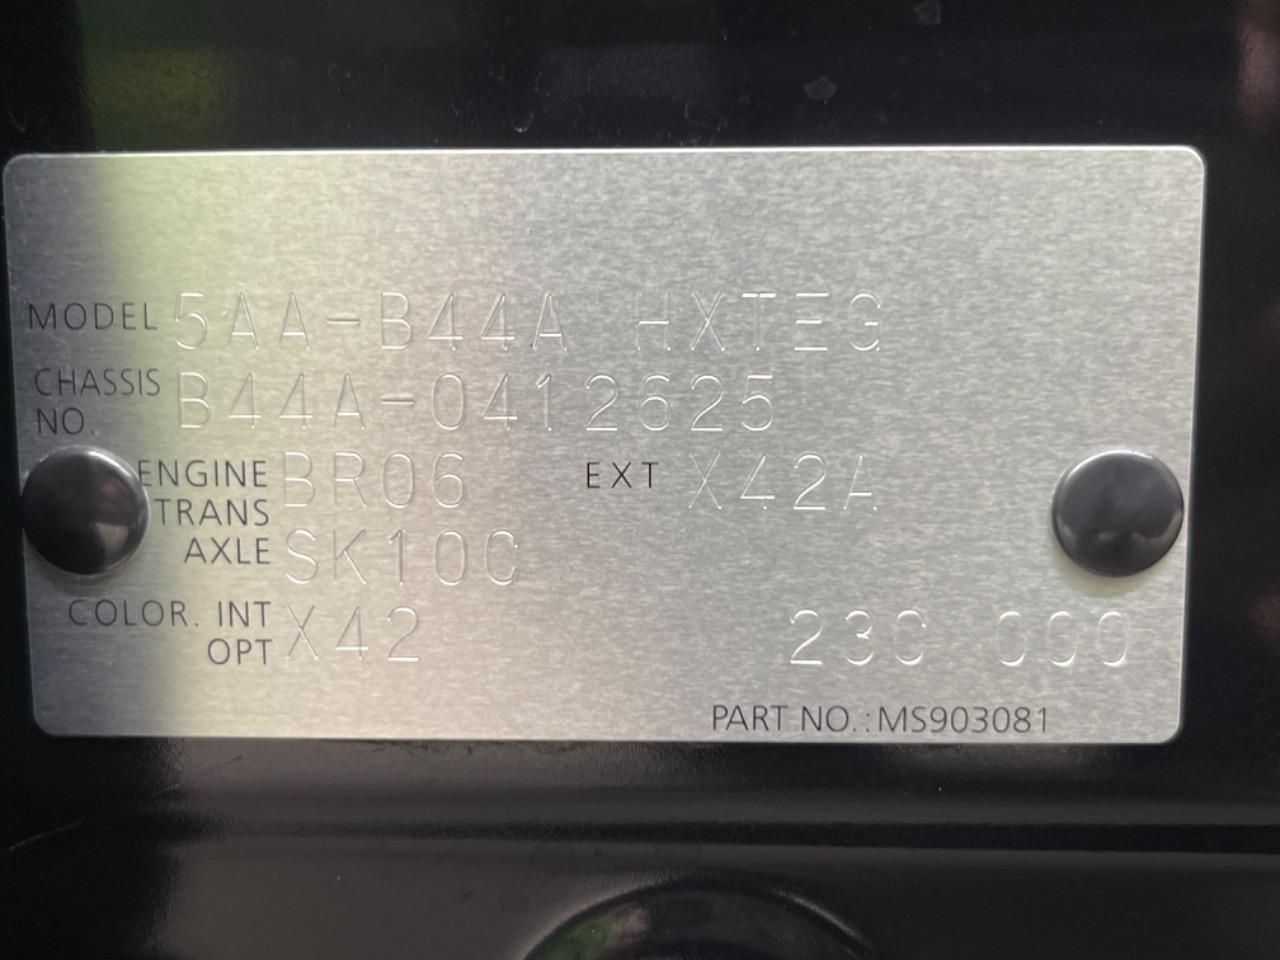 MODEL 5AA-B44A HXTEG
CHASSIS NO. B44A-0412625
ENGINE BR06 EXT X42A
TRANS AXLE SK10C
COLOR. INT OPT X42 23C 000
PART NO.: MS903081